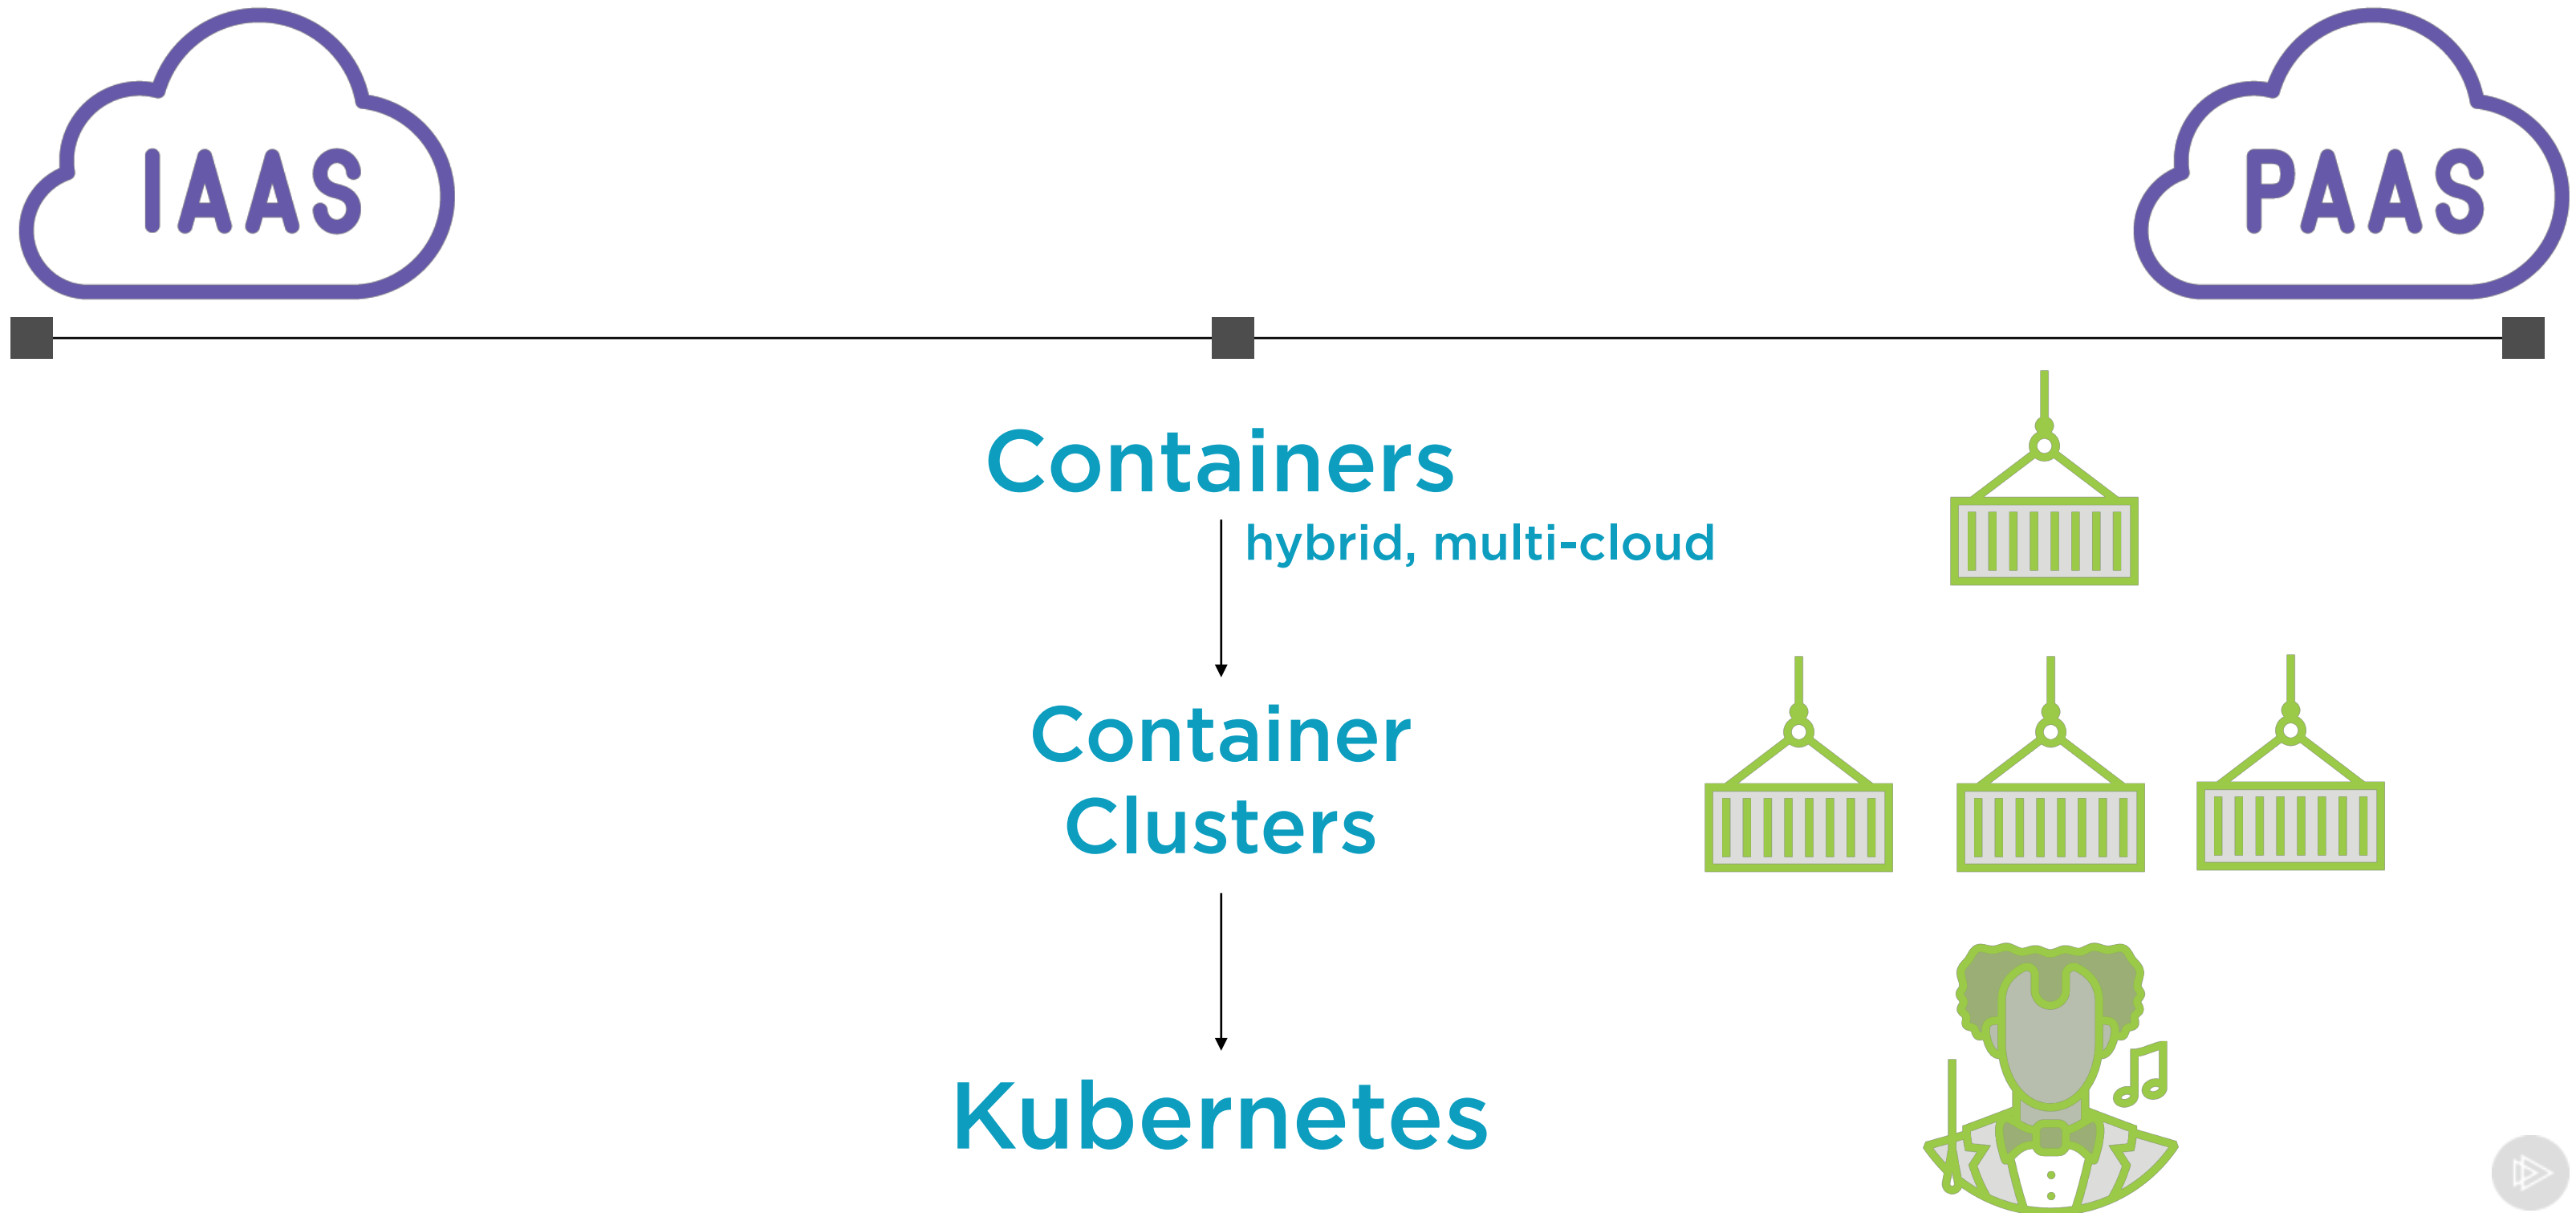 IAAS
PAAS
Containers
hybrid, multi-cloud
Container
Clusters
Kubernetes